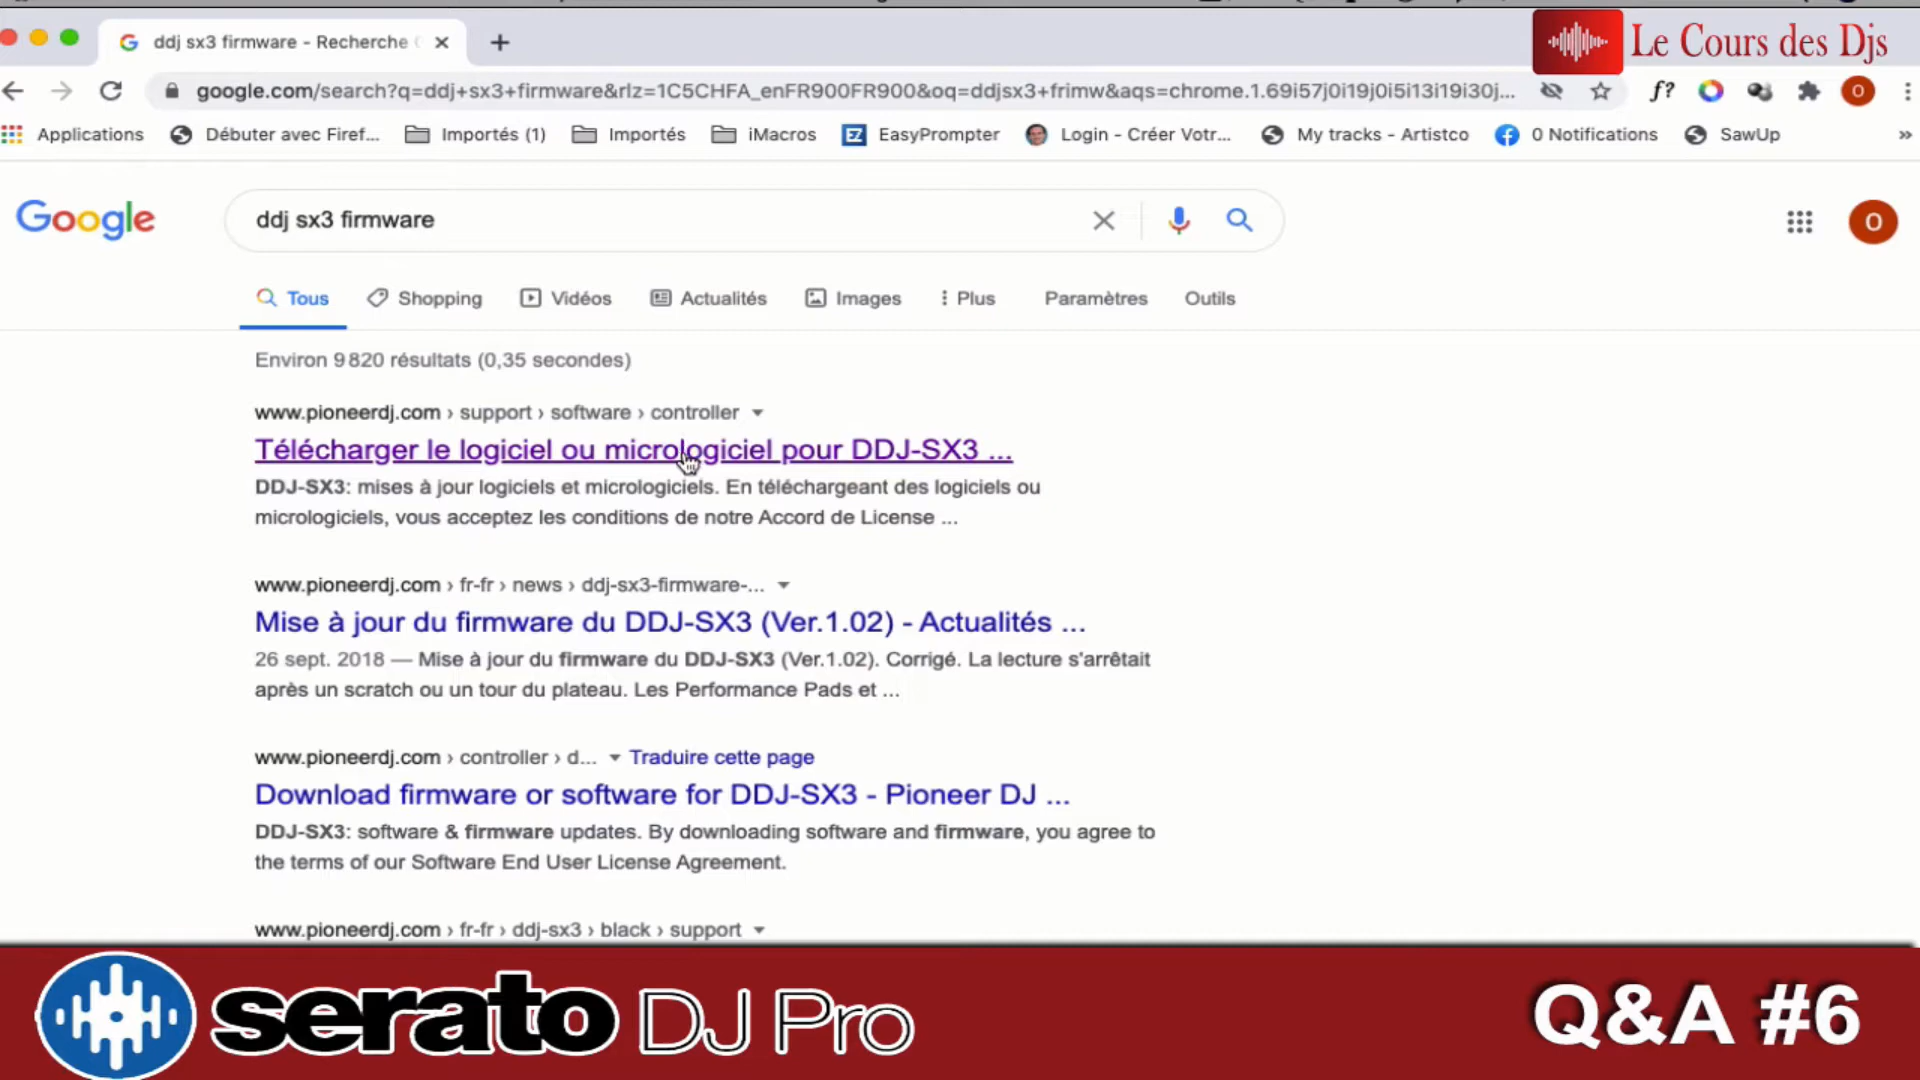 ddj sx3 firmware - Recherche
Le Cours des Djs
google.com/search?q=ddj+sx3+firmware&rlz=1C5CHFA_enFR900FR900&oq=ddjsx3+frimw&aqs=chrome.1.69i57j0i19j0i5i13i19i30j...
f?
O
Applications
Débuter avec Firef...
Importés (1)
Importés
iMacros
EZ
EasyPrompter
Login - Créer Votr...
My tracks - Artistco
0 Notifications
SawUp
»
Google
ddj sx3 firmware
O
Tous
Shopping
Vidéos
Actualités
Images
Plus
Paramètres
Outils
Environ 9 820 résultats (0,35 secondes)
www.pioneerdj.com › support › software › controller
Télécharger le logiciel ou micrologiciel pour DDJ-SX3 ...
DDJ-SX3: mises à jour logiciels et micrologiciels. En téléchargeant des logiciels ou
micrologiciels, vous acceptez les conditions de notre Accord de License ...
www.pioneerdj.com › fr-fr › news › ddj-sx3-firmware-...
Mise à jour du firmware du DDJ-SX3 (Ver.1.02) - Actualités ...
26 sept. 2018 — Mise à jour du firmware du DDJ-SX3 (Ver.1.02). Corrigé. La lecture s'arrêtait
après un scratch ou un tour du plateau. Les Performance Pads et ...
www.pioneerdj.com › controller › d... Traduire cette page
Download firmware or software for DDJ-SX3 - Pioneer DJ ...
DDJ-SX3: software & firmware updates. By downloading software and firmware, you agree to
the terms of our Software End User License Agreement.
www.pioneerdj.com › fr-fr › ddj-sx3 › black › support
serato DJ Pro
Q&A #6